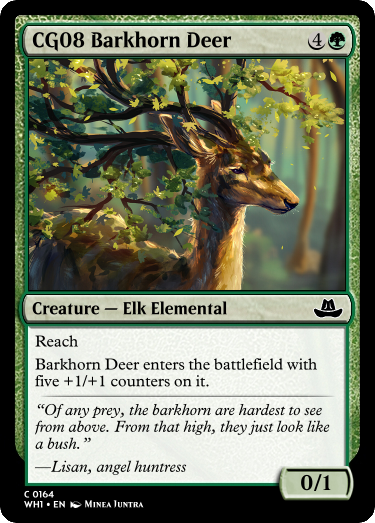 CG08 Barkhorn Deer 4
Creature — Elk Elemental
Reach
Barkhorn Deer enters the battlefield with
five +1/+1 counters on it.
“Of any prey, the barkhorn are hardest to see
from above. From that high, they just look like
a bush.”
—Lisan, angel huntress
0/1
C 0164
WH1 • EN Minea Juntra